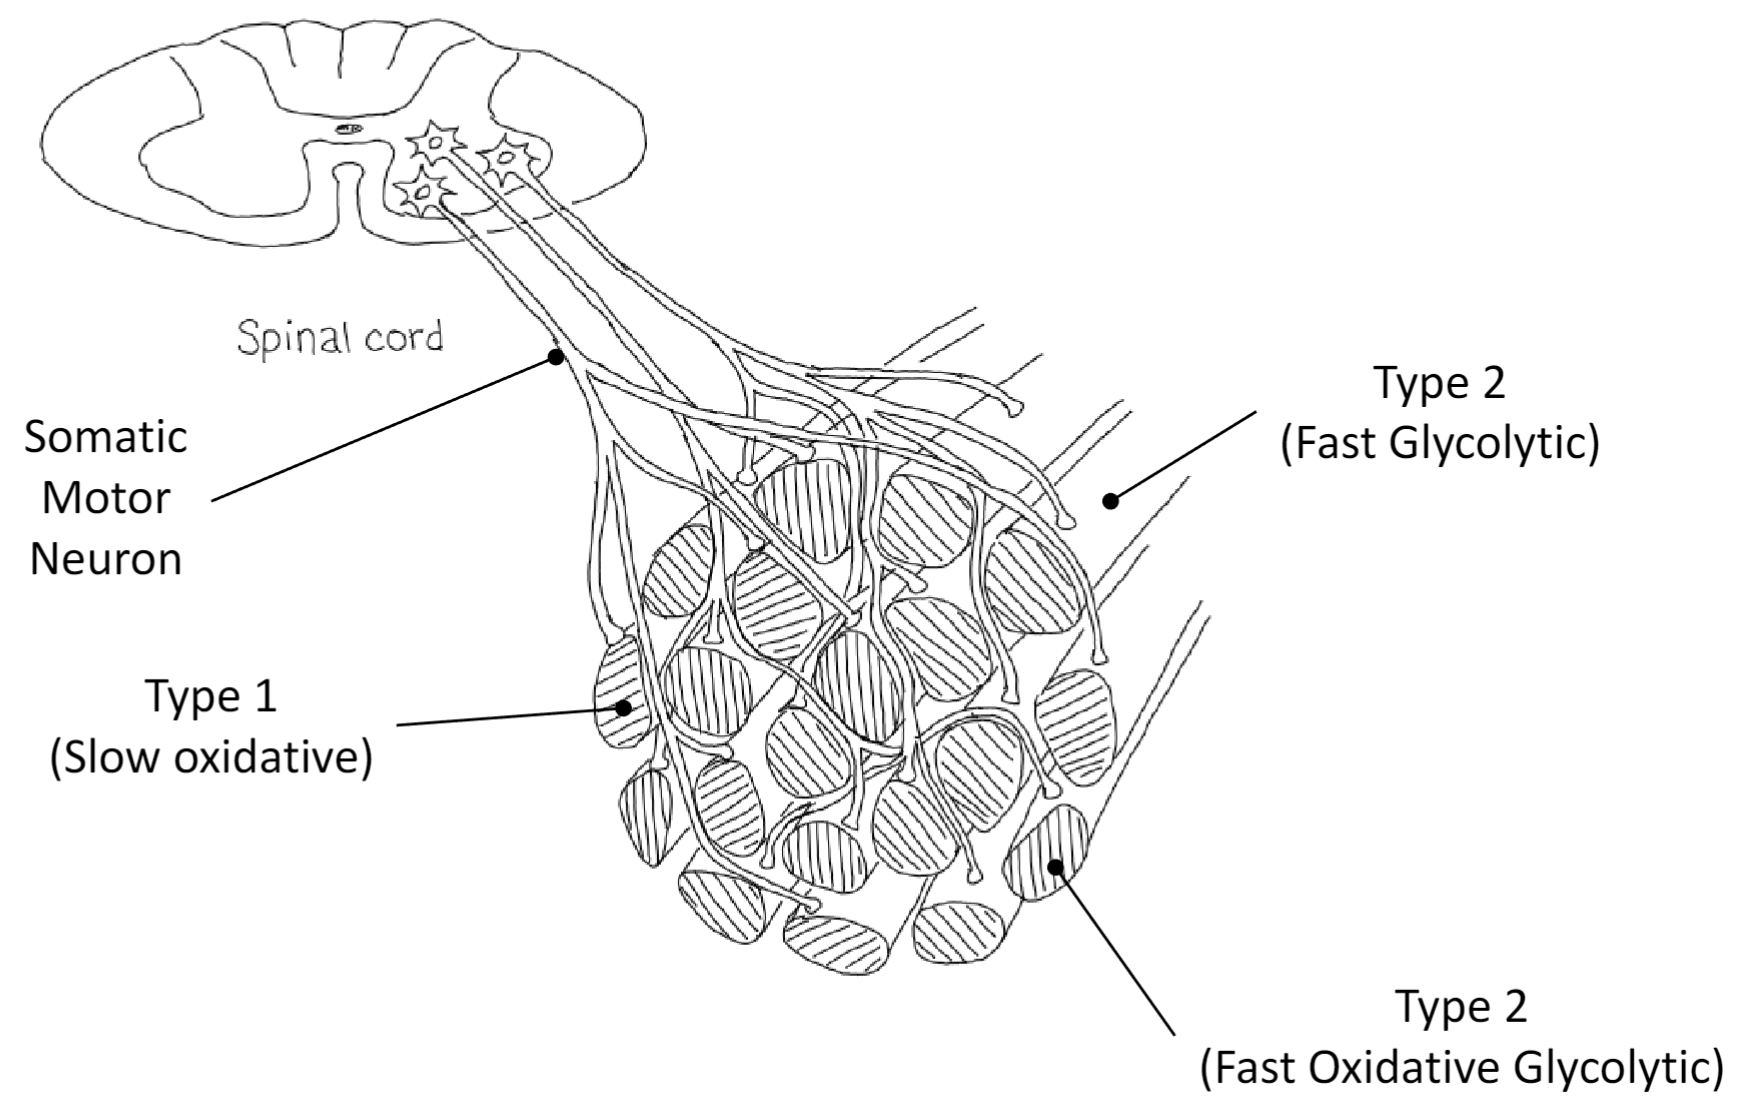 Spinal cord
Somatic
Motor
Neuron
Type 2
(Fast Glycolytic)
Type 1
(Slow oxidative)
Type 2
(Fast Oxidative Glycolytic)